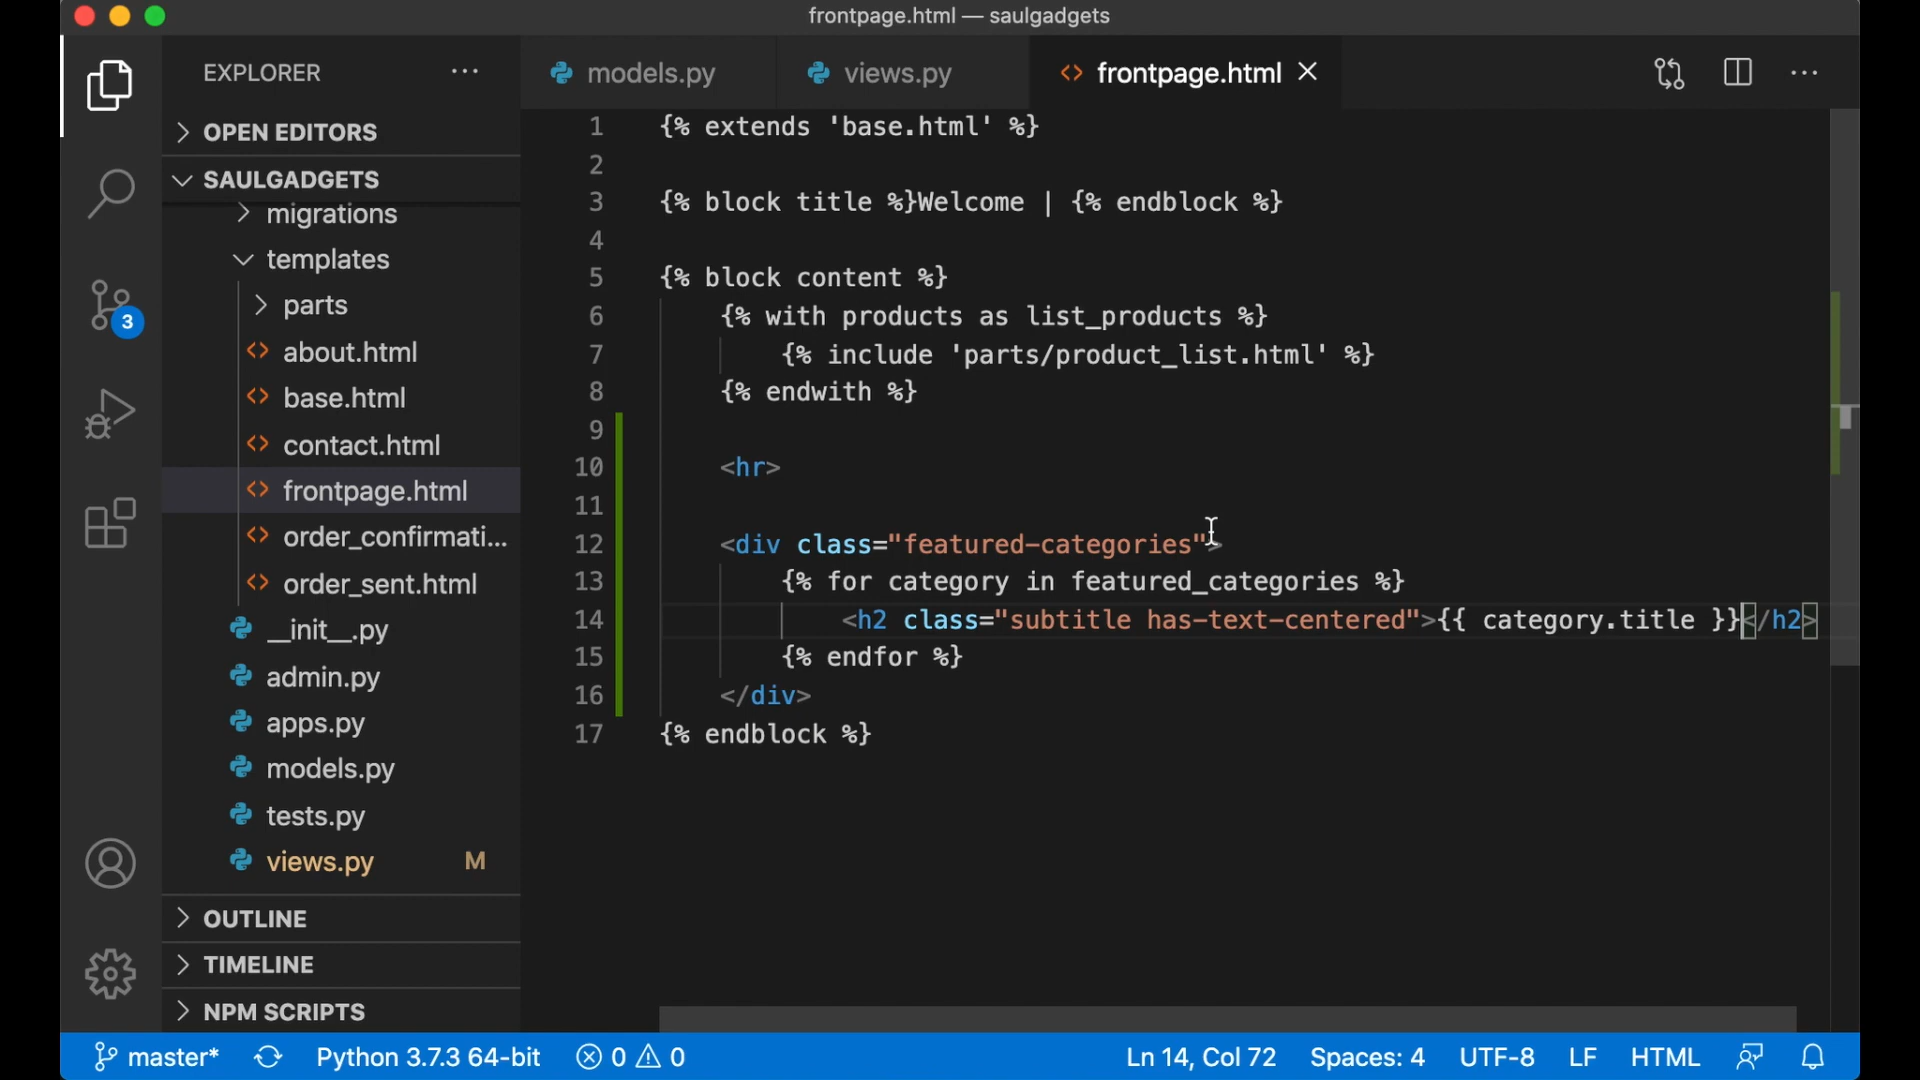 frontpage.html — saulgadgets
EXPLORER
models.py
views.py
frontpage.html
OPEN EDITORS
SAULGADGETS
migrations
templates
parts
about.html
base.html
contact.html
frontpage.html
order_confirmati...
order_sent.html
__init__.py
admin.py
apps.py
models.py
tests.py
views.py M
OUTLINE
TIMELINE
NPM SCRIPTS
3
1 {% extends 'base.html' %}
2
3 {% block title %}Welcome | {% endblock %}
4
5 {% block content %}
6 {% with products as list_products %}
7 {% include 'parts/product_list.html' %}
8 {% endwith %}
9
10 <hr>
11
12 <div class="featured-categories">
13 {% for category in featured_categories %}
14 <h2 class="subtitle has-text-centered">{{ category.title }}</h2>
15 {% endfor %}
16 </div>
17 {% endblock %}
master* Python 3.7.3 64-bit 0 0 Ln 14, Col 72 Spaces: 4 UTF-8 LF HTML